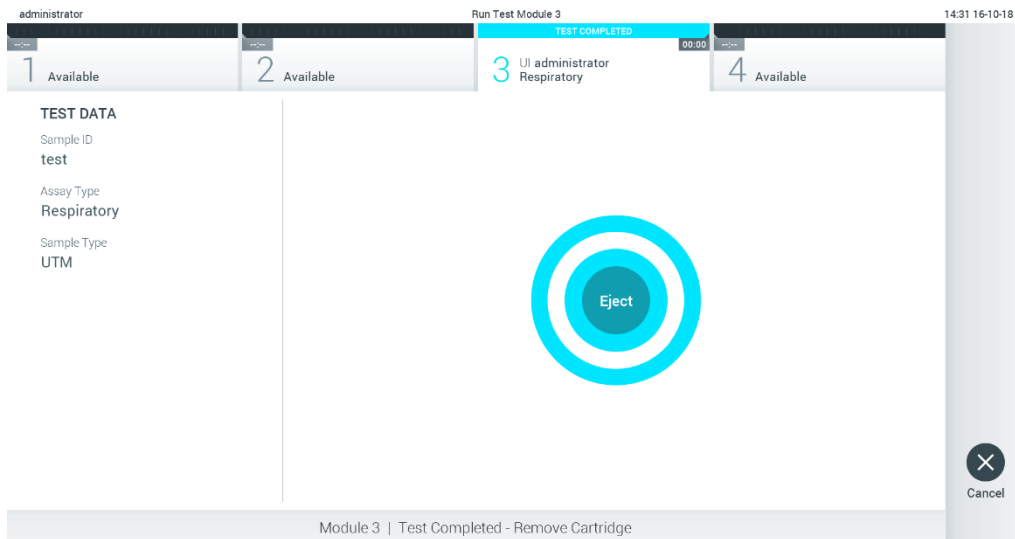 administrator
Run Test Module 3
14:31 16-10-18
TEST COMPLETED
--:--
1 Available
--:--
2 Available
00:00
3 UI administrator
Respiratory
--:--
4 Available
TEST DATA
Sample ID
test
Assay Type
Respiratory
Sample Type
UTM
Eject
Cancel
Module 3 | Test Completed - Remove Cartridge